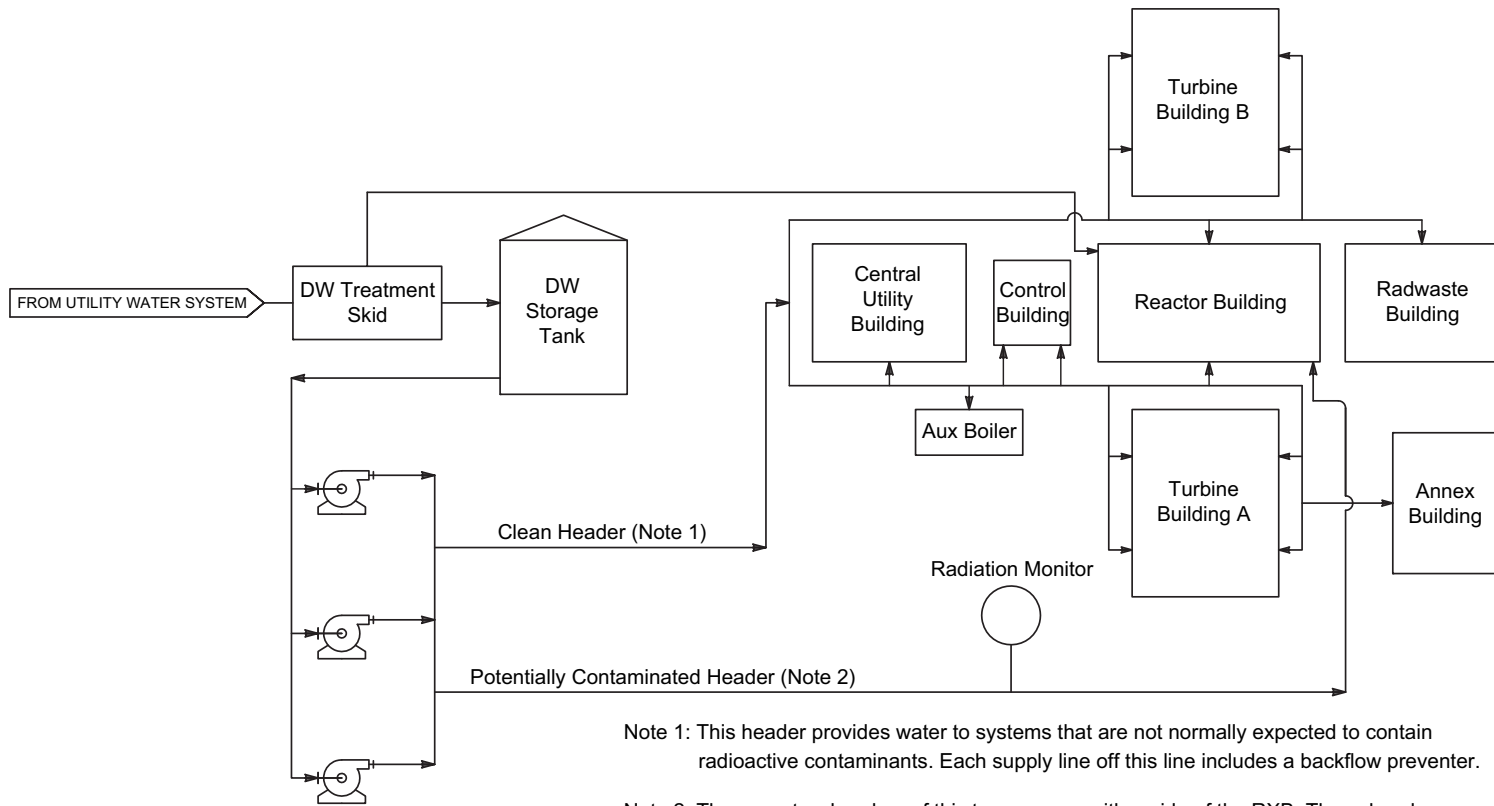 Turbine
Building B
FROM UTILITY WATER SYSTEM
DW Treatment
Skid
DW
Storage
Tank
Central
Utility
Building
Control
Building
Reactor Building
Radwaste
Building
Aux Boiler
Turbine
Building A
Annex
Building
Clean Header (Note 1)
Radiation Monitor
Potentially Contaminated Header (Note 2)
Note 1: This header provides water to systems that are not normally expected to contain
radioactive contaminants. Each supply line off this line includes a backflow preventer.
Note 2: